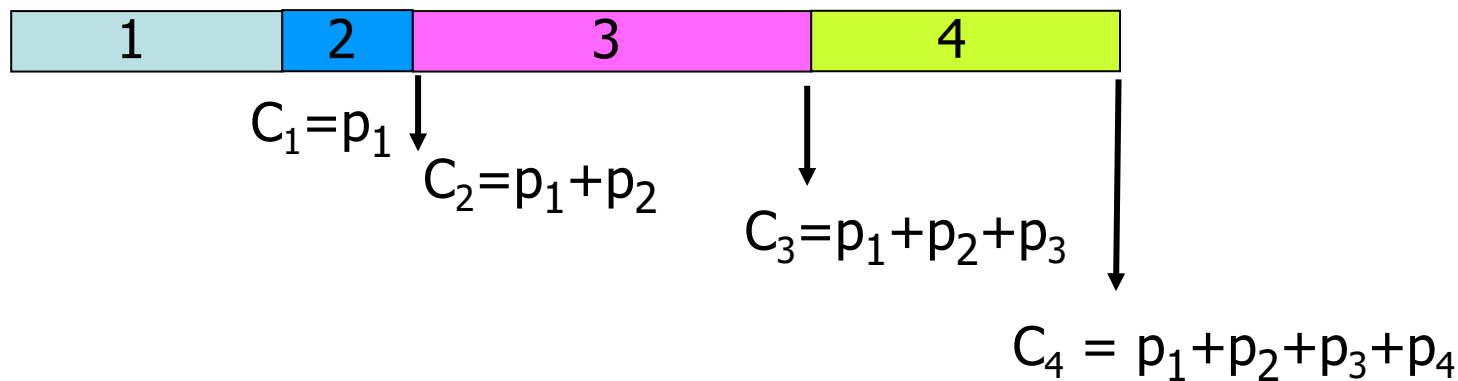 1 2 3 4
C₁=p₁
C₂=p₁+p₂
C₃=p₁+p₂+p₃
C₄ = p₁+p₂+p₃+p₄